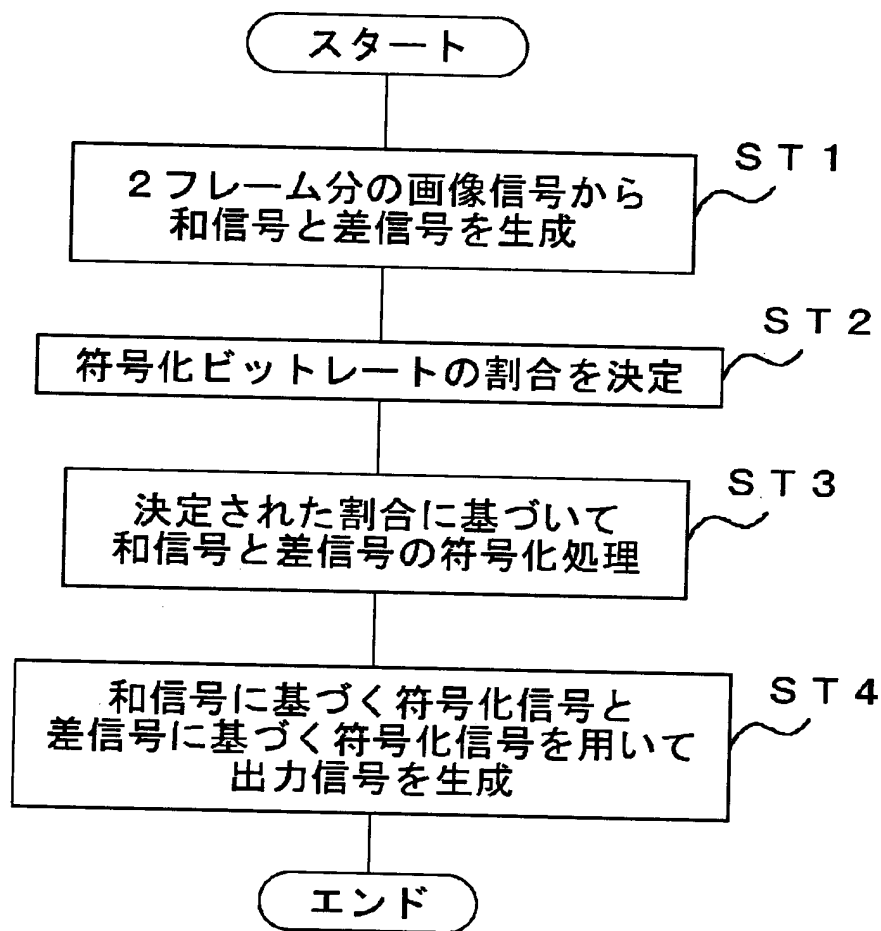 スタート
ST1
2フレーム分の画像信号から
和信号と差信号を生成
ST2
符号化ビットレートの割合を決定
ST3
決定された割合に基づいて
和信号と差信号の符号化処理
ST4
和信号に基づく符号化信号と
差信号に基づく符号化信号を用いて
出力信号を生成
エンド